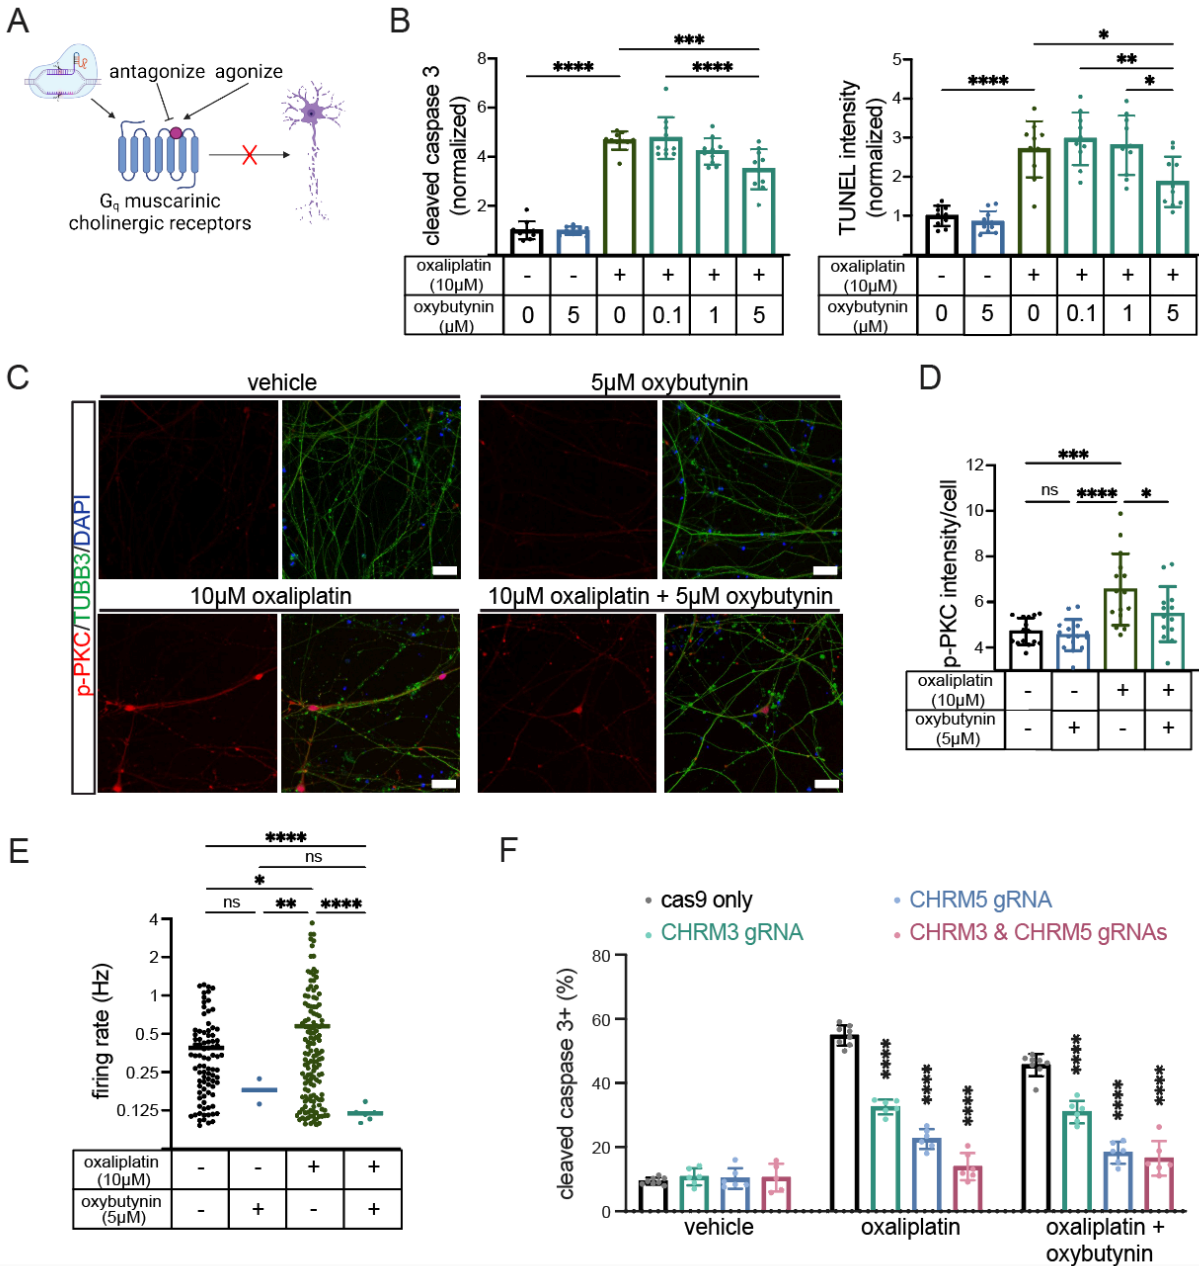 A
antagonize agonize
Gq muscarinic
cholinergic receptors
B
cleaved caspase 3
(normalized)
8
6
4
2
****
***
****
oxaliplatin
(10μM)
- - + + + +
oxybutynin
(μM)
0 5 0 0.1 1 5
TUNEL intensity
(normalized)
5
4
3
2
1
****
*
**
*
oxaliplatin
(10μM)
- - + + + +
oxybutynin
(μM)
0 5 0 0.1 1 5
C
p-PKC/TUBB3/DAPI
vehicle
5μM oxybutynin
10μM oxaliplatin
10μM oxaliplatin + 5μM oxybutynin
D
p-PKC intensity/cell
12
10
8
6
4
***
ns
****
*
oxaliplatin
(10μM)
- - + +
oxybutynin
(5μM)
- + - +
E
firing rate (Hz)
4
2
1
0.5
0.25
0.125
****
ns
*
ns
**
****
oxaliplatin
(10μM)
- - + +
oxybutynin
(5μM)
- + - +
F
cas9 only
CHRM3 gRNA
CHRM5 gRNA
CHRM3 & CHRM5 gRNAs
cleaved caspase 3+ (%)
80
60
40
20
0
****
****
****
****
****
****
vehicle
oxaliplatin
oxaliplatin +
oxybutynin